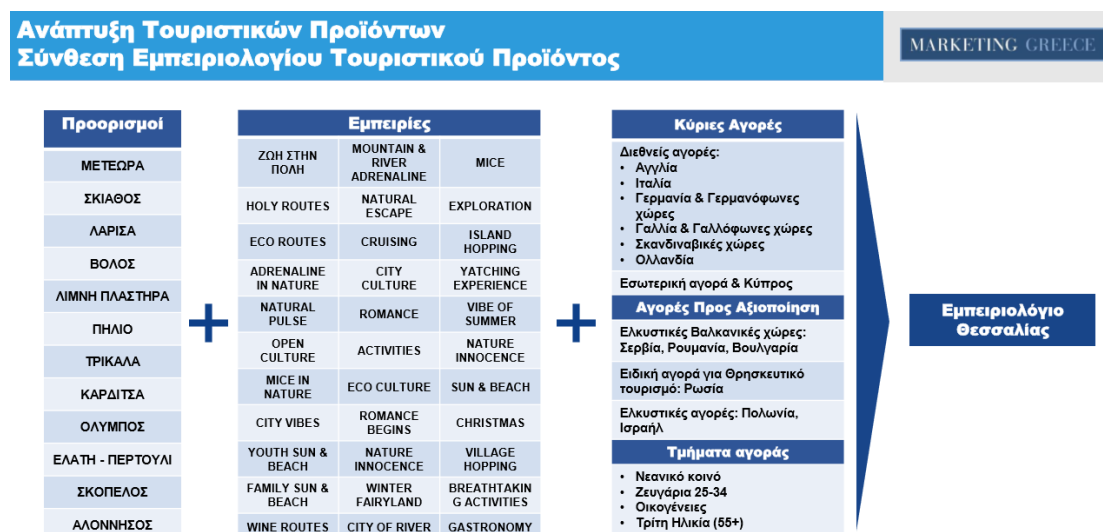 Ανάπτυξη Τουριστικών Προϊόντων
Σύνθεση Εμπειριολογίου Τουριστικού Προϊόντος
MARKETING GREECE
Προορισμοί
ΜΕΤΕΩΡΑ
ΣΚΙΑΘΟΣ
ΛΑΡΙΣΑ
ΒΟΛΟΣ
ΛΙΜΝΗ ΠΛΑΣΤΗΡΑ
ΠΗΛΙΟ
ΤΡΙΚΑΛΑ
ΚΑΡΔΙΤΣΑ
ΟΛΥΜΠΟΣ
ΕΛΑΤΗ - ΠΕΡΤΟΥΛΙ
ΣΚΟΠΕΛΟΣ
ΑΛΟΝΝΗΣΟΣ
Εμπειρίες
ΖΩΗ ΣΤΗΝ
ΠΟΛΗ
MOUNTAIN &
RIVER
ADRENALINE
MICE
HOLY ROUTES
NATURAL
ESCAPE
EXPLORATION
ECO ROUTES
CRUISING
ISLAND
HOPPING
ADRENALINE
IN NATURE
CITY
CULTURE
YATCHING
EXPERIENCE
NATURAL
PULSE
ROMANCE
VIBE OF
SUMMER
OPEN
CULTURE
ACTIVITIES
NATURE
INNOCENCE
MICE IN
NATURE
ECO CULTURE
SUN & BEACH
CITY VIBES
ROMANCE
BEGINS
CHRISTMAS
YOUTH SUN &
BEACH
NATURE
INNOCENCE
VILLAGE
HOPPING
FAMILY SUN &
BEACH
WINTER
FAIRYLAND
BREATHTAKIN
G ACTIVITIES
WINE ROUTES
CITY OF RIVER
GASTRONOMY
Κύριες Αγορές
Διεθνείς αγορές:
• Αγγλία
• Ιταλία
• Γερμανία & Γερμανόφωνες
χώρες
• Γαλλία & Γαλλόφωνες χώρες
• Σκανδιναβικές χώρες
• Ολλανδία
Εσωτερική αγορά & Κύπρος
Αγορές Προς Αξιοποίηση
Ελκυστικές Βαλκανικές χώρες:
Σερβία, Ρουμανία, Βουλγαρία
Ειδική αγορά για Θρησκευτικό
τουρισμό: Ρωσία
Ελκυστικές αγορές: Πολωνία,
Ισραήλ
Τμήματα αγοράς
• Νεανικό κοινό
• Ζευγάρια 25-34
• Οικογένειες
• Τρίτη Ηλικία (55+)
Εμπειριολόγιο
Θεσσαλίας